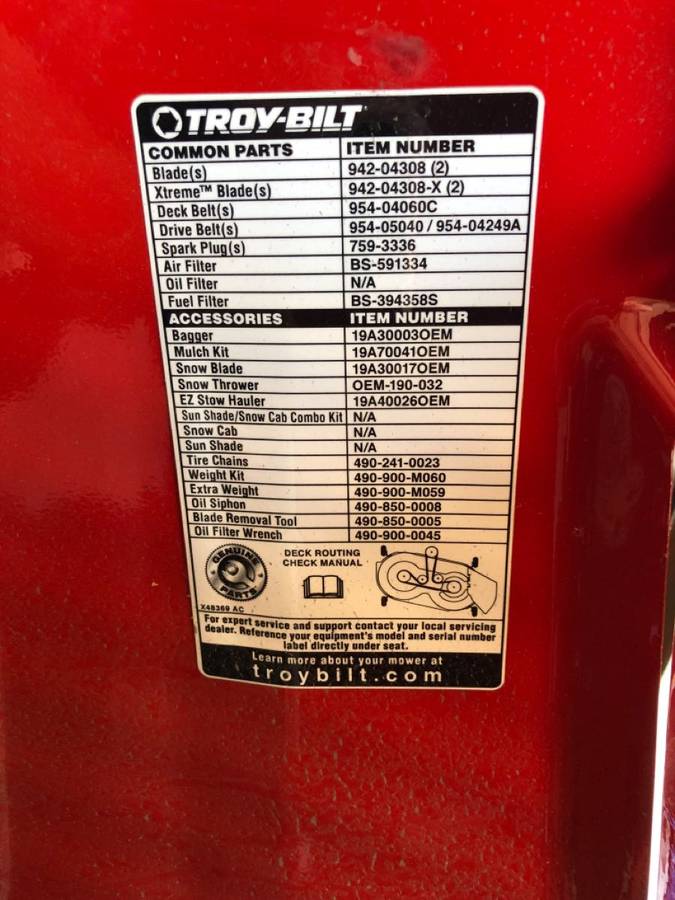 TROY-BILT
COMMON PARTS ITEM NUMBER
Blade(s) 942-04308 (2)
Xtreme™ Blade(s) 942-04308-X (2)
Deck Belt(s) 954-04060C
Drive Belt(s) 954-05040 / 954-04249A
Spark Plug(s) 759-3336
Air Filter BS-591334
Oil Filter N/A
Fuel Filter BS-394358S
ACCESSORIES ITEM NUMBER
Bagger 19A30003OEM
Mulch Kit 19A70041OEM
Snow Blade 19A30017OEM
Snow Thrower OEM-190-032
EZ Stow Hauler 19A40026OEM
Sun Shade/Snow Cab Combo Kit N/A
Snow Cab N/A
Sun Shade N/A
Tire Chains 490-241-0023
Weight Kit 490-900-M060
Extra Weight 490-900-M059
Oil Siphon 490-850-0008
Blade Removal Tool 490-850-0005
Oil Filter Wrench 490-900-0045
GENUINE PARTS
DECK ROUTING
CHECK MANUAL
X48369 AC
For expert service and support contact your local servicing
dealer. Reference your equipment's model and serial number
label directly under seat.
Learn more about your mower at
troybilt.com